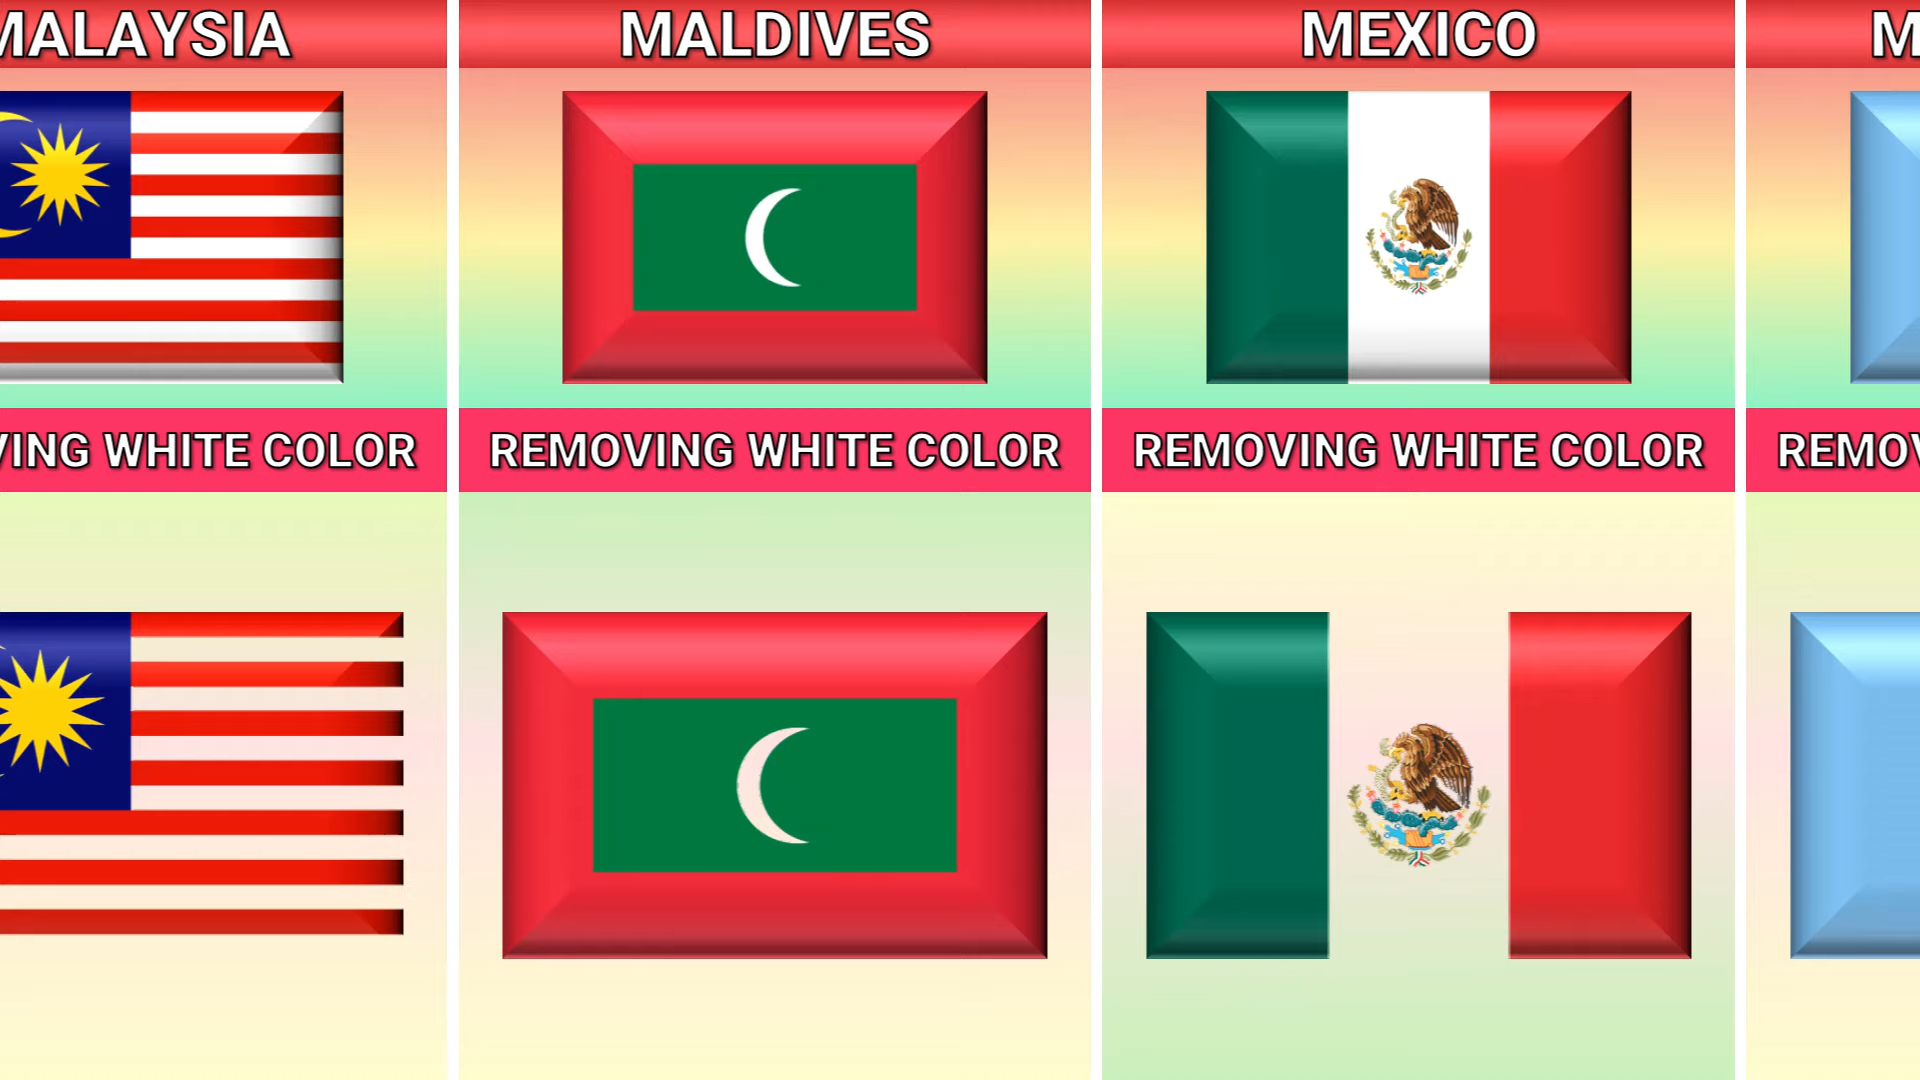 MALAYSIA
MALDIVES
MEXICO
M
VING WHITE COLOR
REMOVING WHITE COLOR
REMOVING WHITE COLOR
REMOV